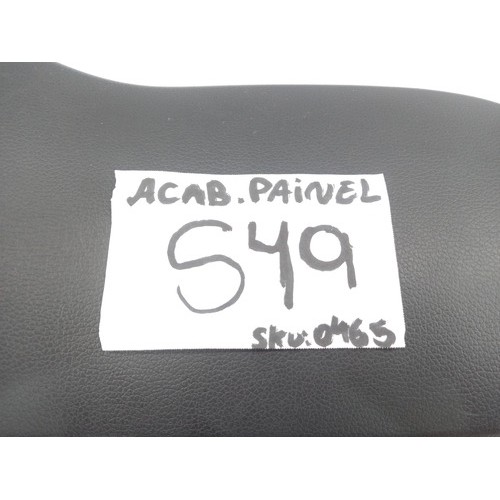 ACAB. PAiNEL
S49
SKU: 0465